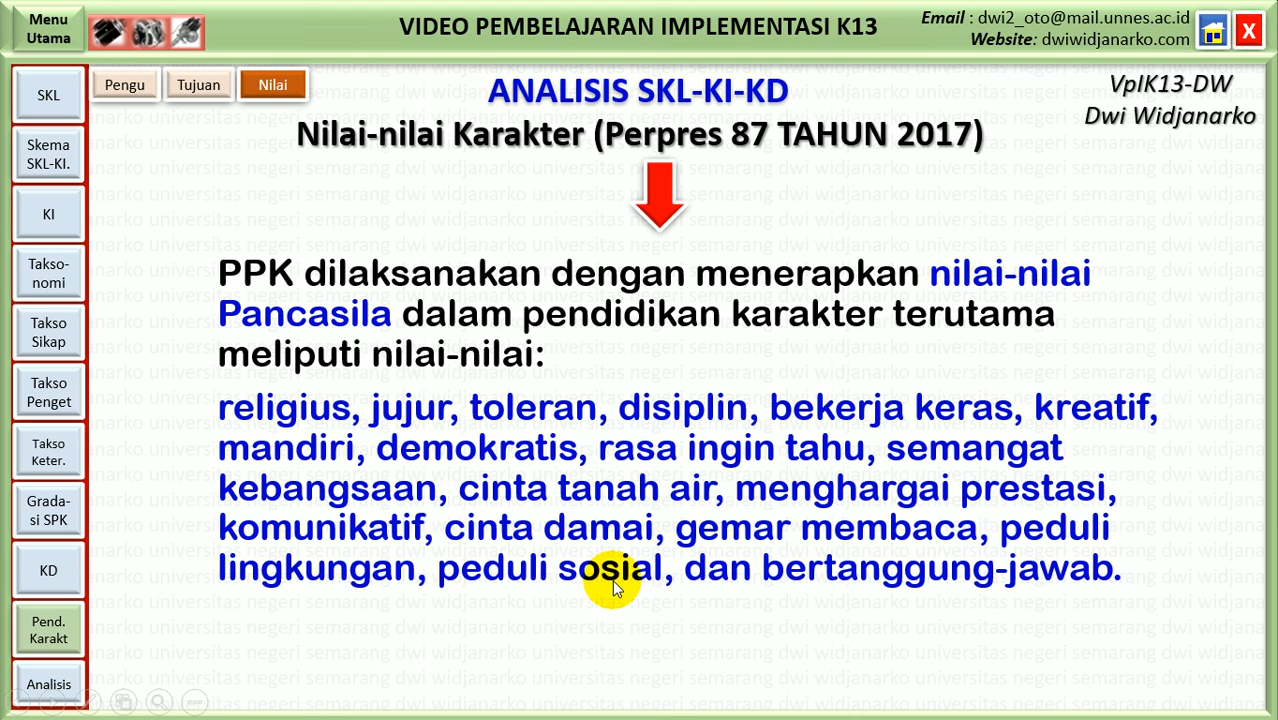 Menu
Utama
VIDEO PEMBELAJARAN IMPLEMENTASI K13
Email : dwi2_oto@mail.unnes.ac.id
Website: dwiwidjanarko.com
X
SKL
Skema
SKL-KI.
KI
Takso-
nomi
Takso
Sikap
Takso
Penget
Takso
Keter.
Grada-
si SPK
KD
Pend.
Karakt
Analisis
Pengu
Tujuan
Nilai
ANALISIS SKL-KI-KD
Nilai-nilai Karakter (Perpres 87 TAHUN 2017)
VpIK13-DW
Dwi Widjanarko
PPK dilaksanakan dengan menerapkan nilai-nilai
Pancasila dalam pendidikan karakter terutama
meliputi nilai-nilai:
religius, jujur, toleran, disiplin, bekerja keras, kreatif,
mandiri, demokratis, rasa ingin tahu, semangat
kebangsaan, cinta tanah air, menghargai prestasi,
komunikatif, cinta damai, gemar membaca, peduli
lingkungan, peduli sosial, dan bertanggung-jawab.